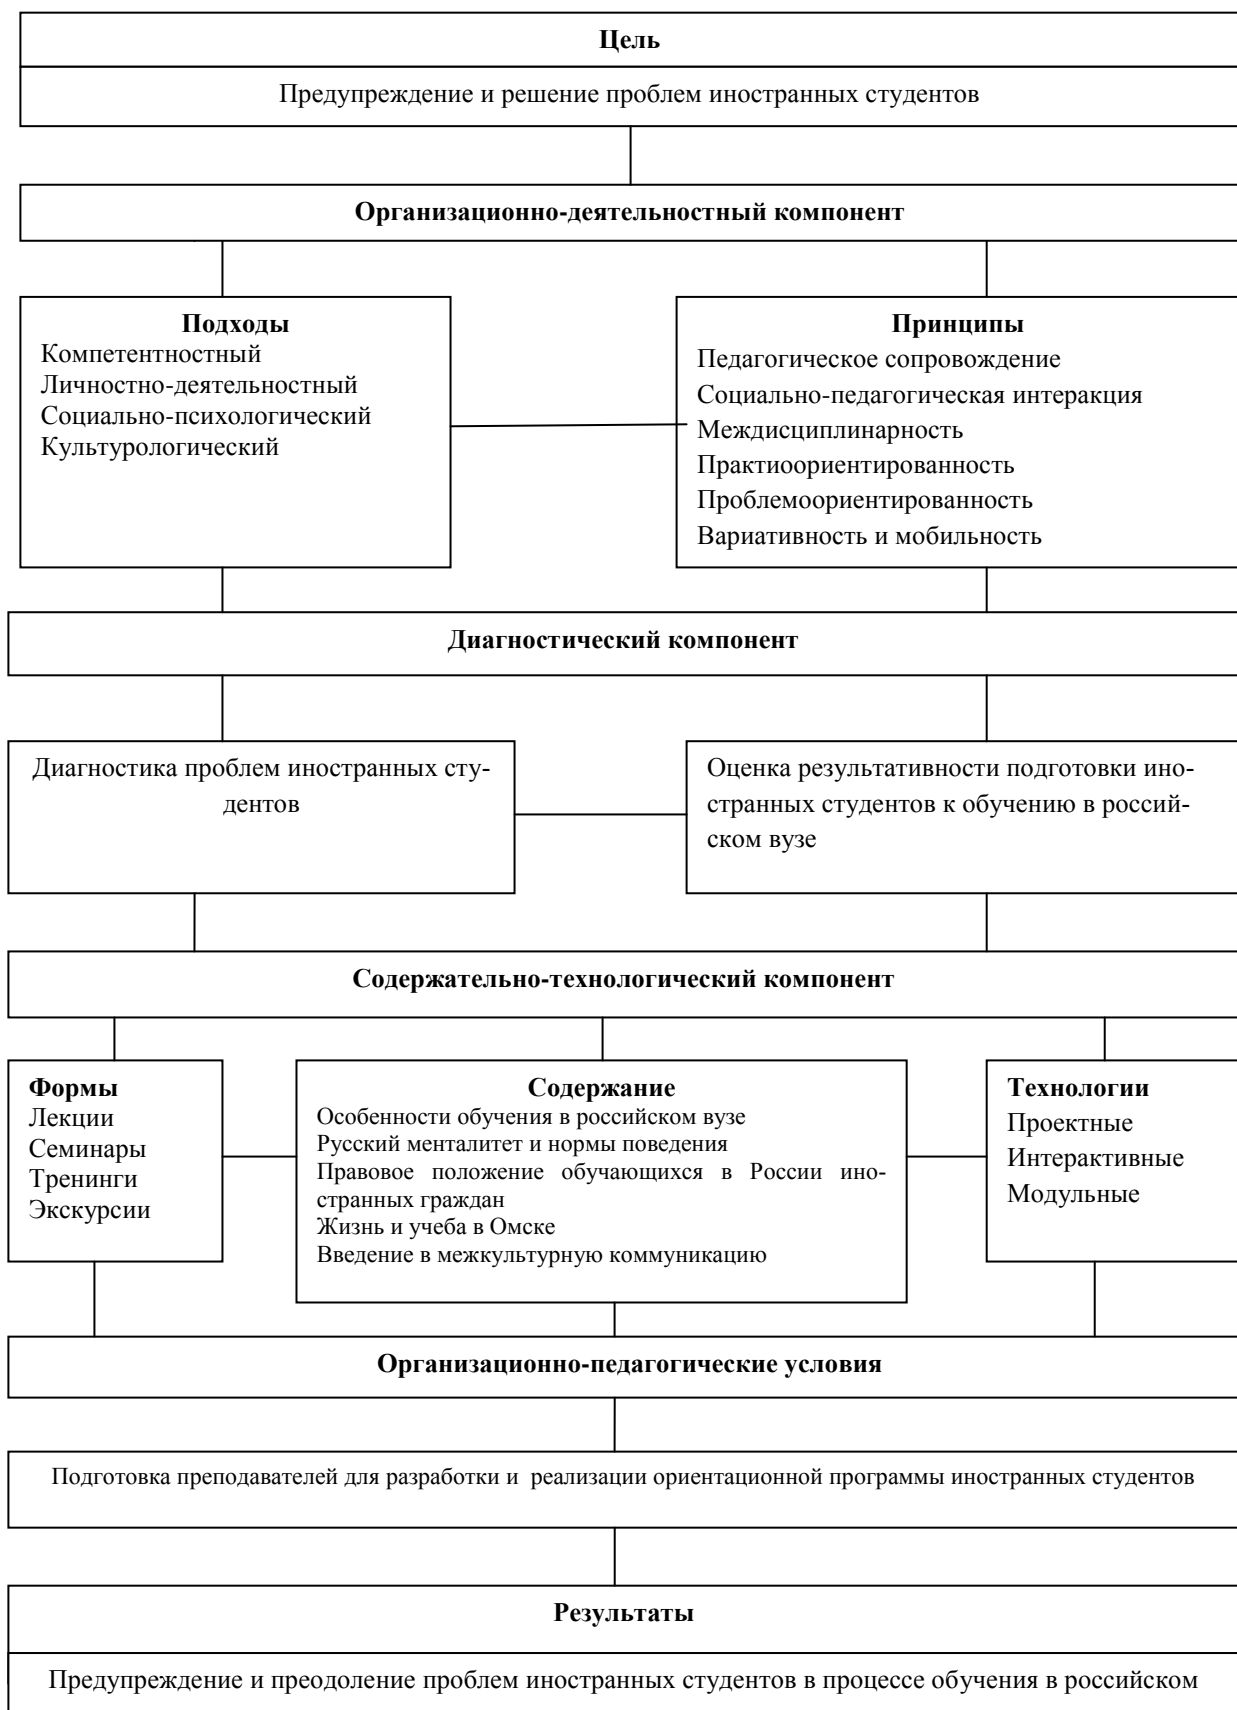 Цель
Предупреждение и решение проблем иностранных студентов
Организационно-деятельностный компонент
Подходы
Компетентностный
Личностно-деятельностный
Социально-психологический
Культурологический
Принципы
Педагогическое сопровождение
Социально-педагогическая интеракция
Междисциплинарность
Практиоориентированность
Проблемоориентированность
Вариативность и мобильность
Диагностический компонент
Диагностика проблем иностранных сту-
дентов
Оценка результативности подготовки ино-
странных студентов к обучению в россий-
ском вузе
Содержательно-технологический компонент
Формы
Лекции
Семинары
Тренинги
Экскурсии
Содержание
Особенности обучения в российском вузе
Русский менталитет и нормы поведения
Правовое положение обучающихся в России ино-
странных граждан
Жизнь и учеба в Омске
Введение в межкультурную коммуникацию
Технологии
Проектные
Интерактивные
Модульные
Организационно-педагогические условия
Подготовка преподавателей для разработки и реализации ориентационной программы иностранных студентов
Результаты
Предупреждение и преодоление проблем иностранных студентов в процессе обучения в российском